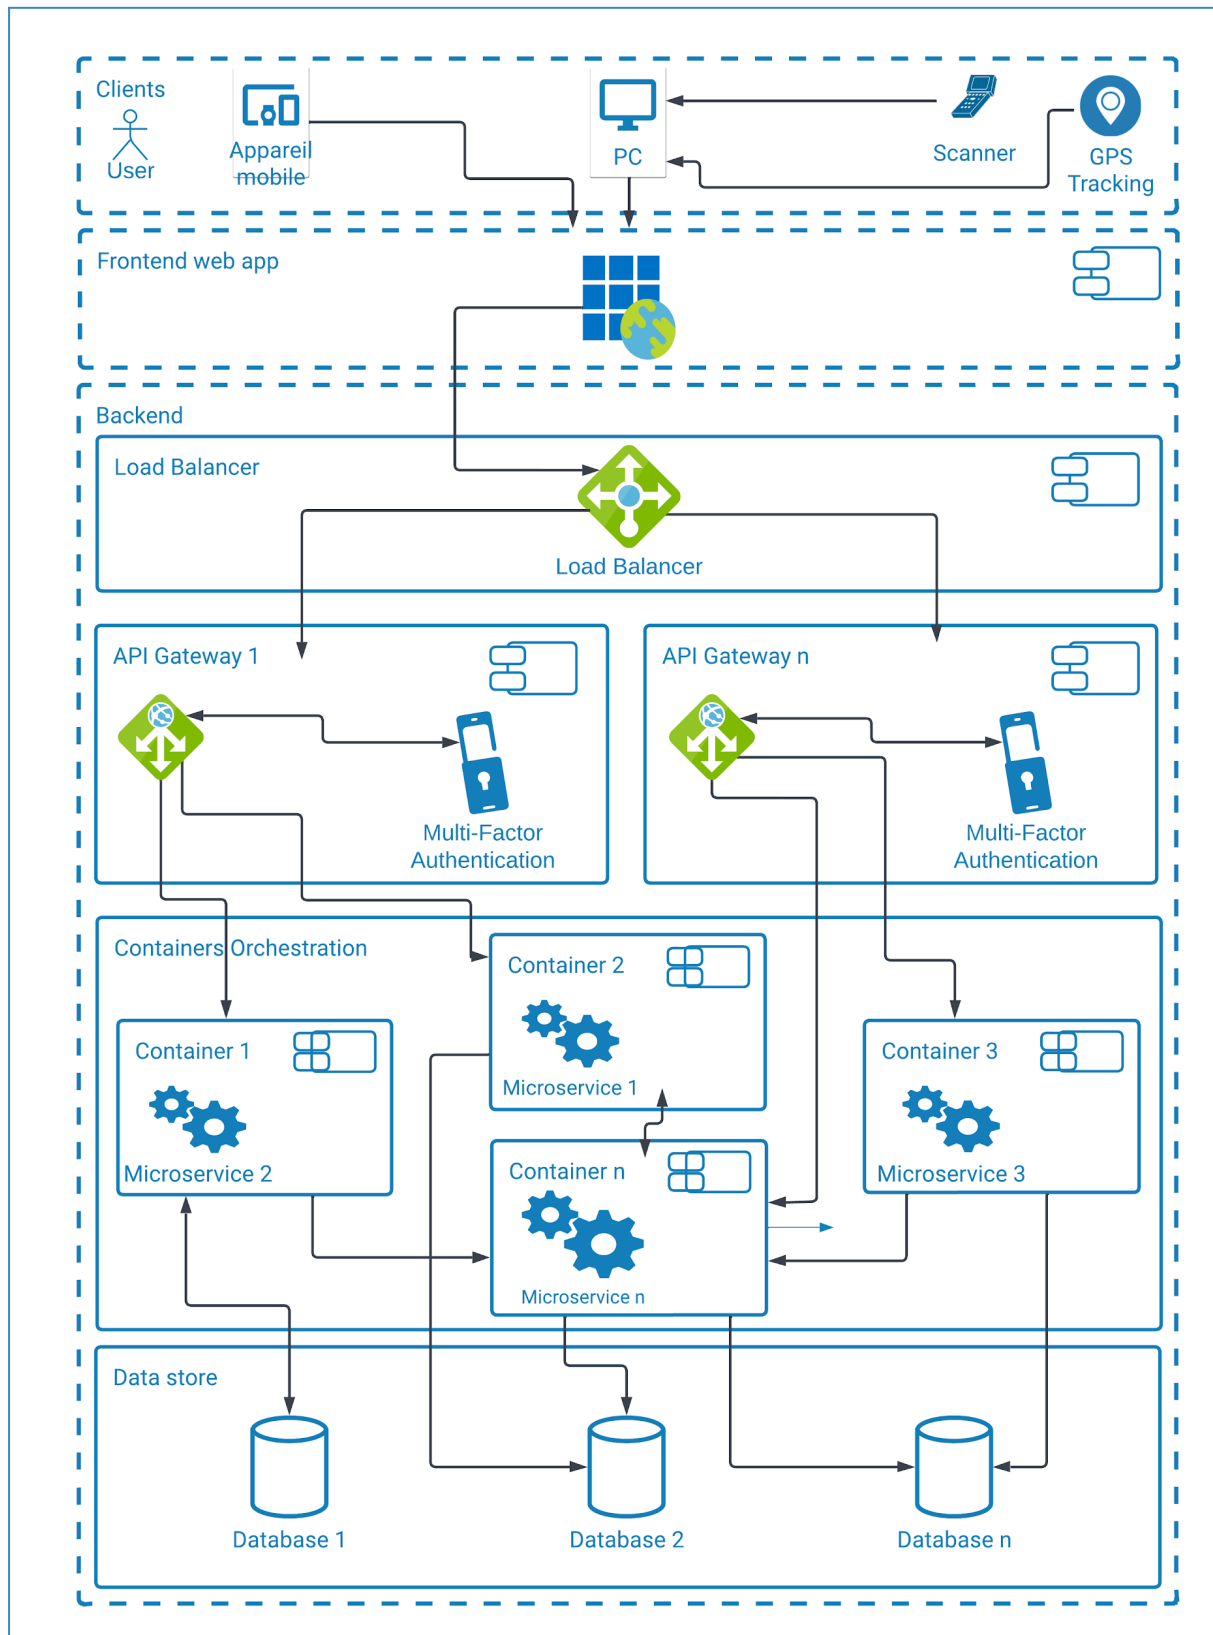 Clients
User
Appareil
mobile
PC
Scanner
GPS
Tracking
Frontend web app
Backend
Load Balancer
Load Balancer
API Gateway 1
Multi-Factor
Authentication
API Gateway n
Multi-Factor
Authentication
Containers Orchestration
Container 2
Microservice 1
Container 1
Microservice 2
Container 3
Microservice 3
Container n
Microservice n
Data store
Database 1
Database 2
Database n